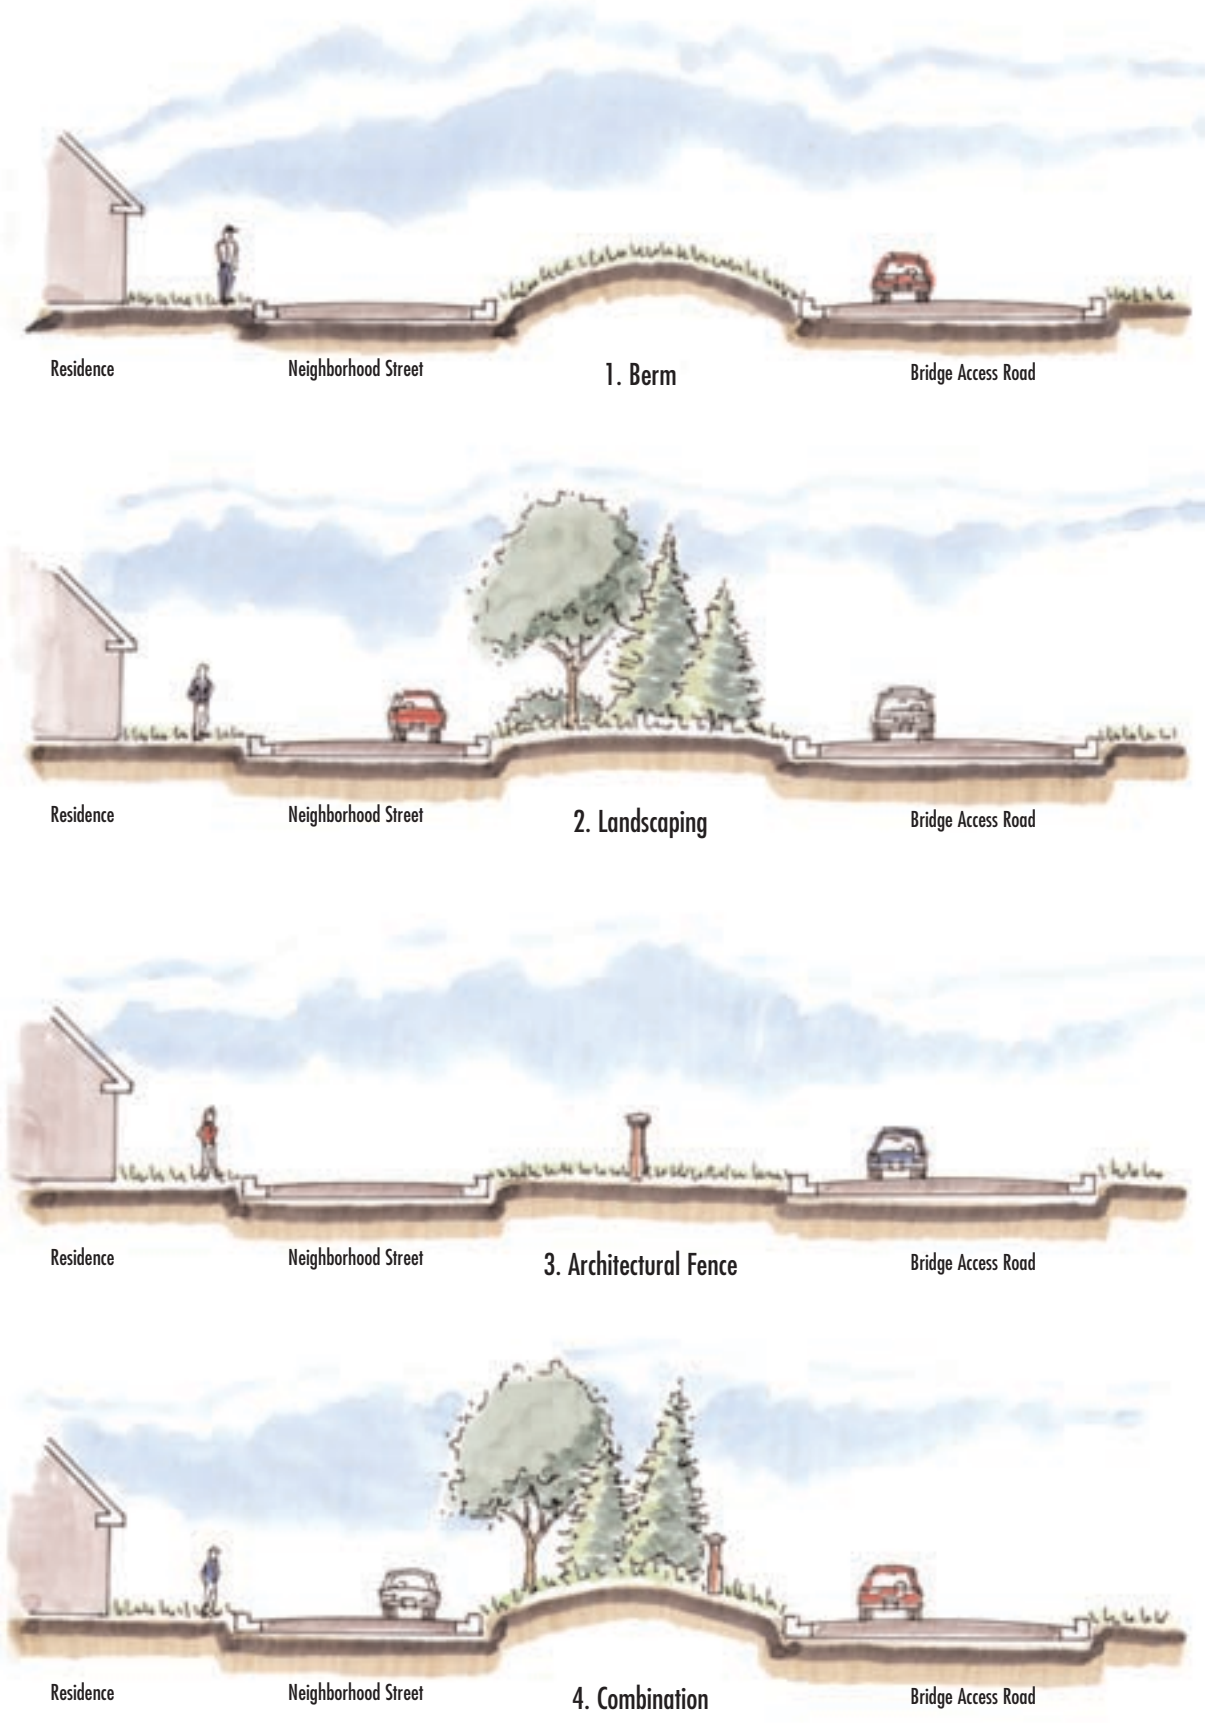 Residence
Neighborhood Street
1. Berm
Bridge Access Road
Residence
Neighborhood Street
2. Landscaping
Bridge Access Road
Residence
Neighborhood Street
3. Architectural Fence
Bridge Access Road
Residence
Neighborhood Street
4. Combination
Bridge Access Road